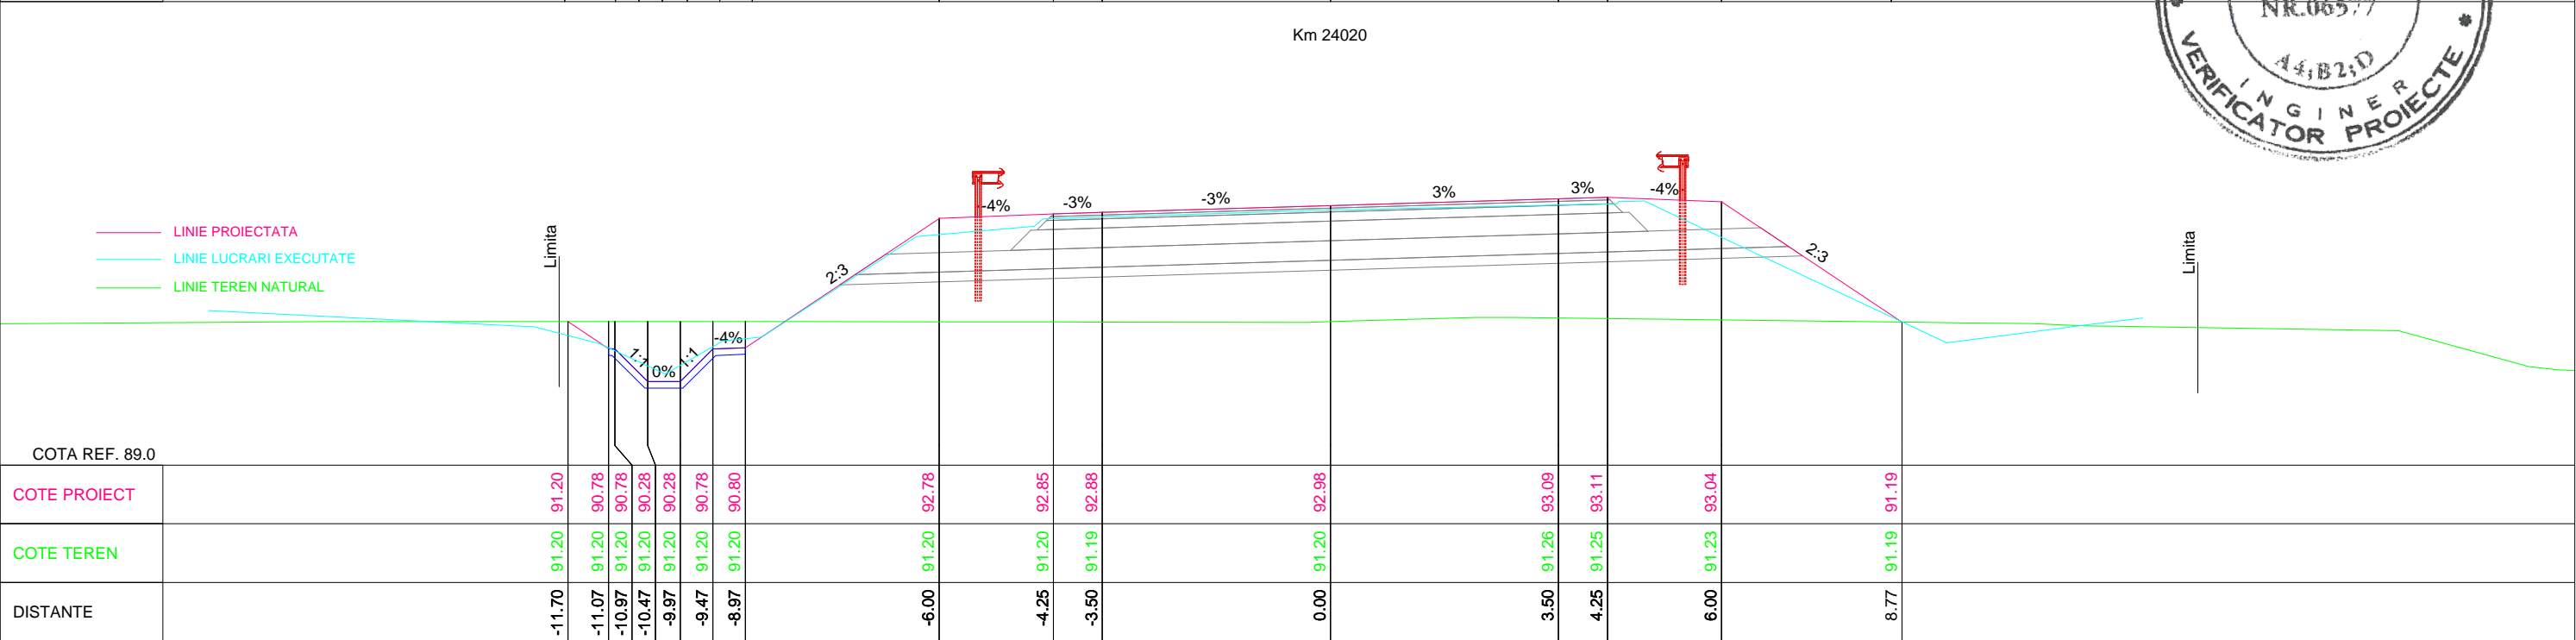 Km 24020
NR.06577
A4;B2;D
INGINER
VERIFICATOR PROIECTE
-4%
-3%
-3%
3%
3%
-4%
LINIE PROIECTATA
LINIE LUCRARI EXECUTATE
LINIE TEREN NATURAL
Limita
2:3
2:3
Limita
1:1
0%
1:1
-4%
COTA REF. 89.0
COTE PROIECT 91.20 90.78 90.78 90.28 90.28 90.78 90.80 92.78 92.85 92.88 92.98 93.09 93.11 93.04 91.19
COTE TEREN 91.20 91.20 91.20 91.20 91.20 91.20 91.20 91.20 91.20 91.19 91.20 91.26 91.25 91.23 91.19
DISTANTE -11.70 -11.07 -10.97 -10.47 -9.97 -9.47 -8.97 -6.00 -4.25 -3.50 0.00 3.50 4.25 6.00 8.77